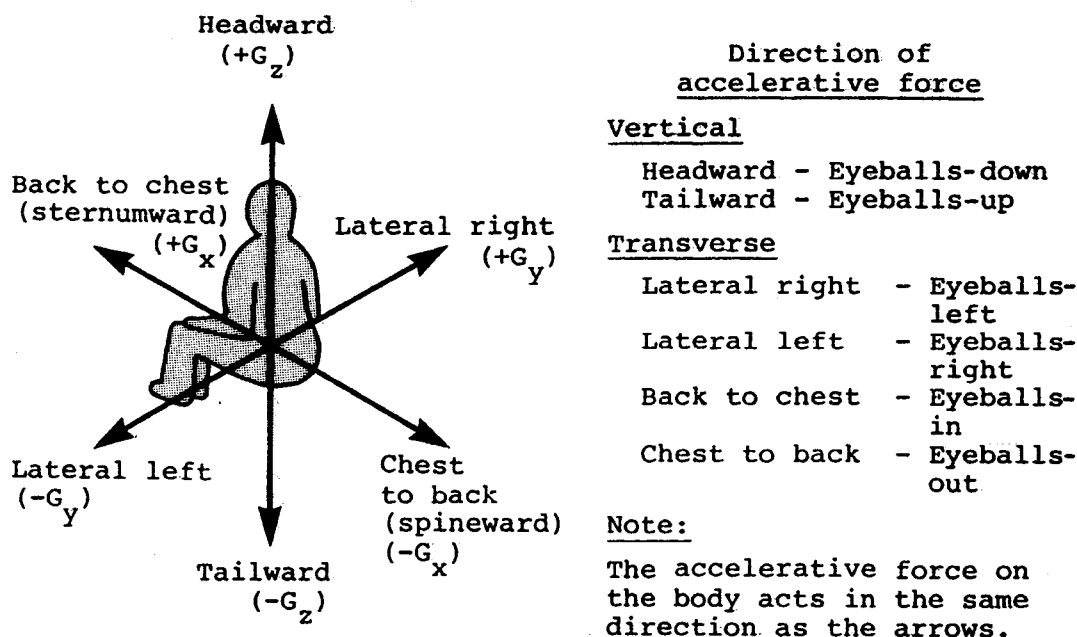 Headward
(+Gz)
Back to chest
(sternumward)
(+Gx)
Lateral right
(+Gy)
Lateral left
(-Gy)
Chest
to back
(spineward)
(-Gx)
Tailward
(-Gz)
Direction of
accelerative force
Vertical
Headward - Eyeballs-down
Tailward - Eyeballs-up
Transverse
Lateral right - Eyeballs-
left
Lateral left - Eyeballs-
right
Back to chest - Eyeballs-
in
Chest to back - Eyeballs-
out
Note:
The accelerative force on
the body acts in the same
direction as the arrows.